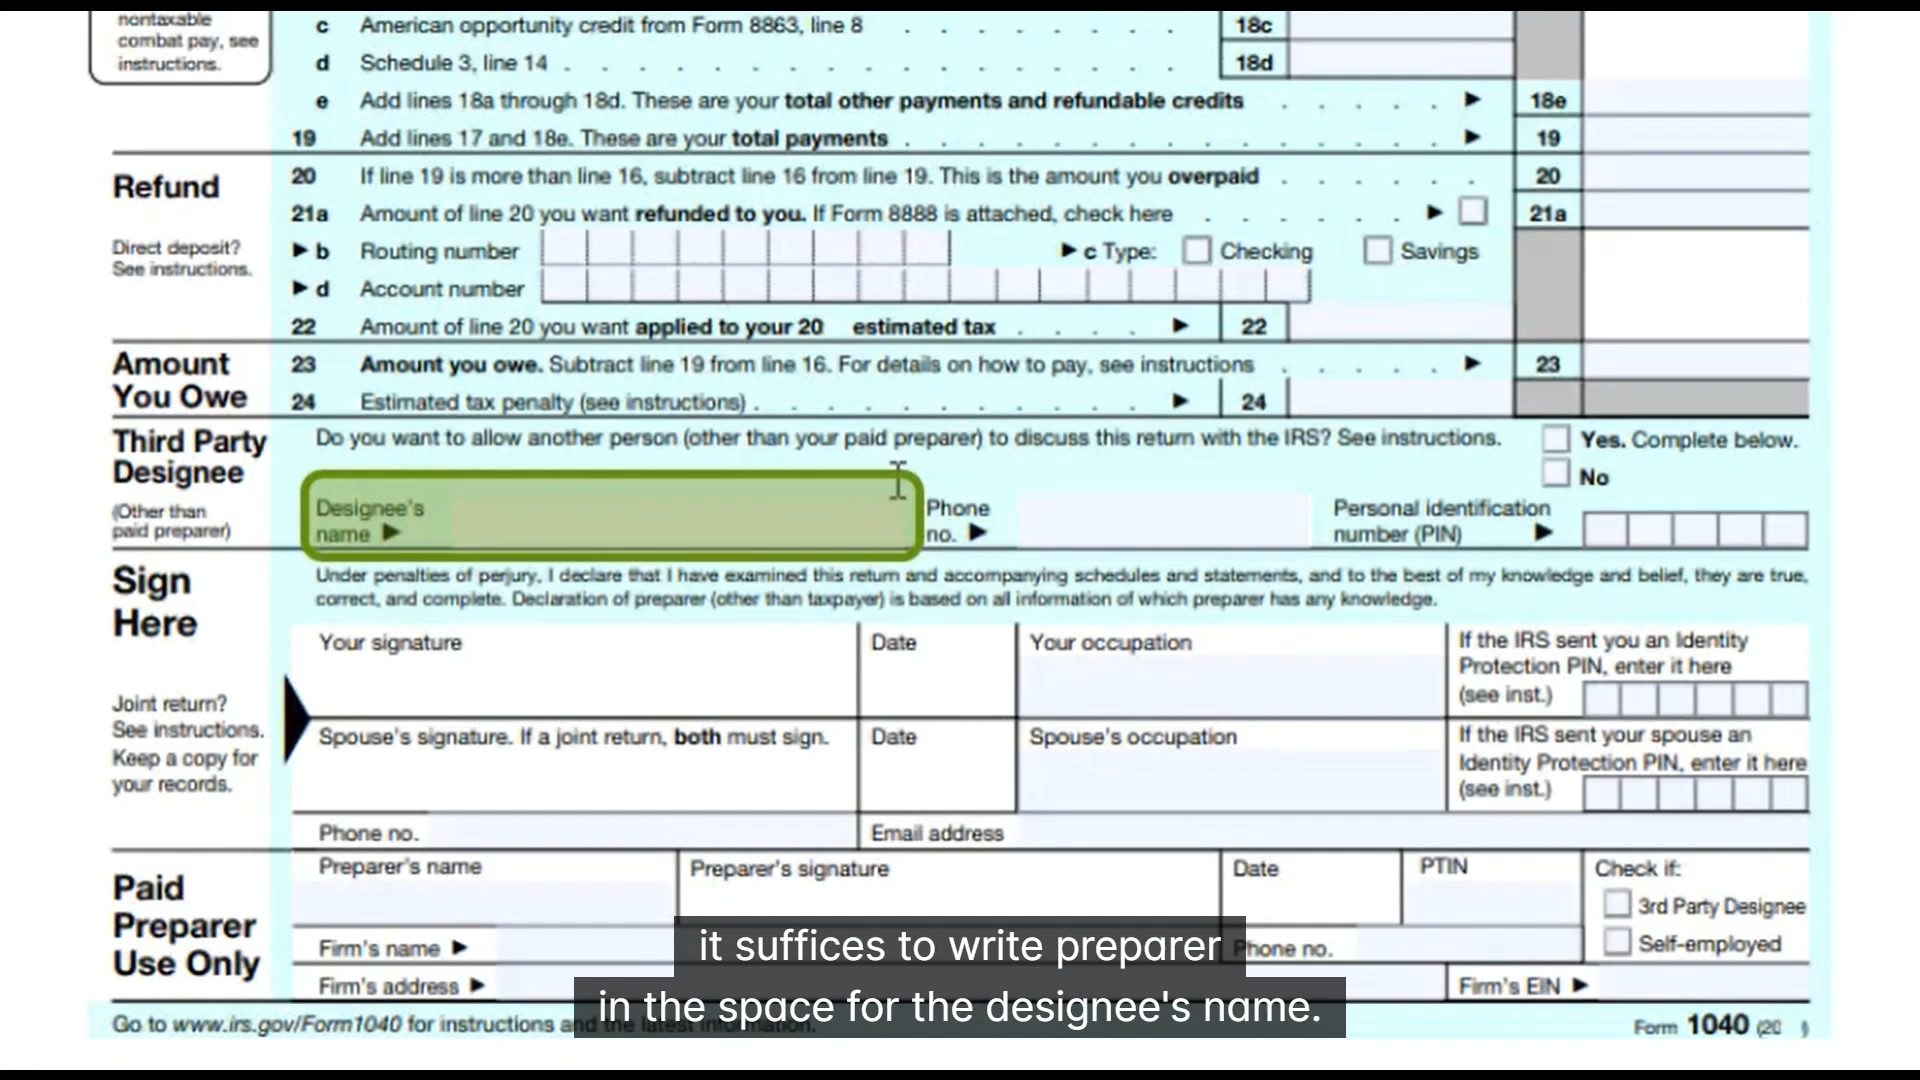 nontaxable
combat pay, see
instructions.
c American opportunity credit from Form 8863, line 8 18c
d Schedule 3, line 14 18d
e Add lines 18a through 18d. These are your total other payments and refundable credits ▶ 18e
19 Add lines 17 and 18e. These are your total payments ▶ 19
Refund
20 If line 19 is more than line 16, subtract line 16 from line 19. This is the amount you overpaid 20
21a Amount of line 20 you want refunded to you. If Form 8888 is attached, check here ▶ 21a
Direct deposit?
See instructions.
▶ b Routing number ▶ c Type: Checking Savings
▶ d Account number
22 Amount of line 20 you want applied to your 20 estimated tax ▶ 22
Amount
You Owe
23 Amount you owe. Subtract line 19 from line 16. For details on how to pay, see instructions ▶ 23
24 Estimated tax penalty (see instructions) ▶ 24
Third Party
Designee
(Other than
paid preparer)
Do you want to allow another person (other than your paid preparer) to discuss this return with the IRS? See instructions.
Yes. Complete below.
No
Designee's
name ▶
Phone
no. ▶
Personal identification
number (PIN) ▶
Sign
Here
Under penalties of perjury, I declare that I have examined this return and accompanying schedules and statements, and to the best of my knowledge and belief, they are true,
correct, and complete. Declaration of preparer (other than taxpayer) is based on all information of which preparer has any knowledge.
Joint return?
See instructions.
Keep a copy for
your records.
Your signature
Date
Your occupation
If the IRS sent you an Identity
Protection PIN, enter it here
(see inst.)
Spouse's signature. If a joint return, both must sign.
Date
Spouse's occupation
If the IRS sent your spouse an
Identity Protection PIN, enter it here
(see inst.)
Phone no.
Email address
Paid
Preparer
Use Only
Preparer's name
Preparer's signature
Date
PTIN
Check if:
3rd Party Designee
Self-employed
Firm's name ▶
Phone no.
Firm's address ▶
Firm's EIN ▶
Go to www.irs.gov/Form1040 for instructions and the latest information.
Form 1040 (20 )
it suffices to write preparer
in the space for the designee's name.